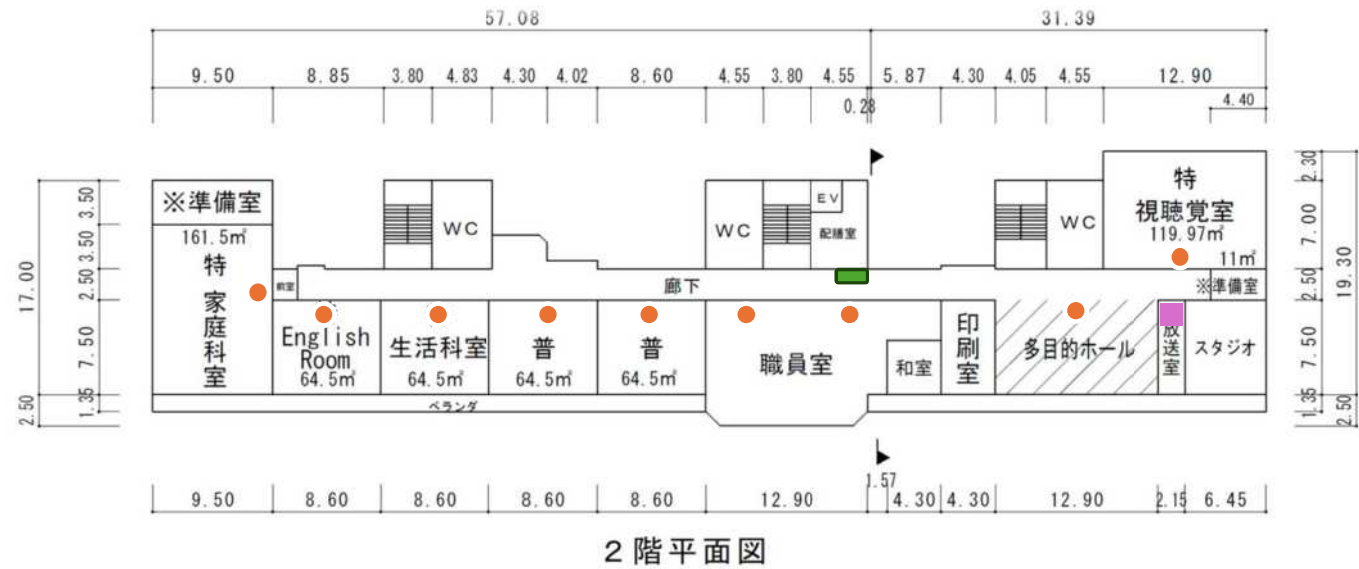 57.08 31.39
9.50 8.85 3.80 4.83 4.30 4.02 8.60 4.55 3.80 4.55 5.87 4.30 4.05 4.55 12.90
0.28 4.40
※準備室
161.5㎡
特 家庭科室
前室
WC
WC
EV
配膳室
WC
特
視聴覚室
119.97㎡
11㎡
※準備室
廊下
English
Room
64.5㎡
生活科室
64.5㎡
普
64.5㎡
普
64.5㎡
職員室
和室
印刷室
多目的ホール
放送室
スタジオ
ベランダ
17.00
2.50
3.50
3.50
2.50
7.50
1.35
2.30
7.00
2.50
7.50
1.35
19.30
2.50
1.57
9.50 8.60 8.60 8.60 8.60 12.90 4.30 4.30 12.90 2.15 6.45
2階平面図